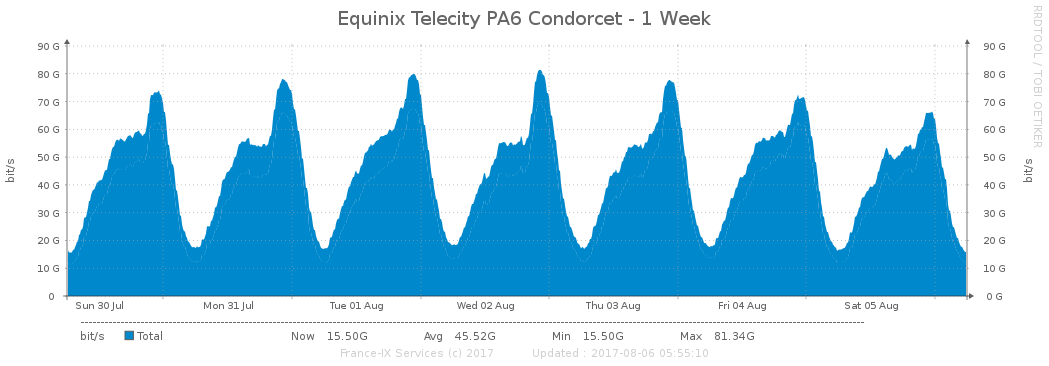 Equinix Telecity PA6 Condorcet - 1 Week
RRDTOOL / TOBI OETIKER
90 G 90 G
80 G 80 G
70 G 70 G
60 G 60 G
50 G 50 G
40 G 40 G
30 G 30 G
20 G 20 G
10 G 10 G
0 0 G
bit/s bit/s
Sun 30 Jul Mon 31 Jul Tue 01 Aug Wed 02 Aug Thu 03 Aug Fri 04 Aug Sat 05 Aug
bit/s Total Now 15.50G Avg 45.52G Min 15.50G Max 81.34G
France-IX Services (c) 2017 Updated : 2017-08-06 05:55:10